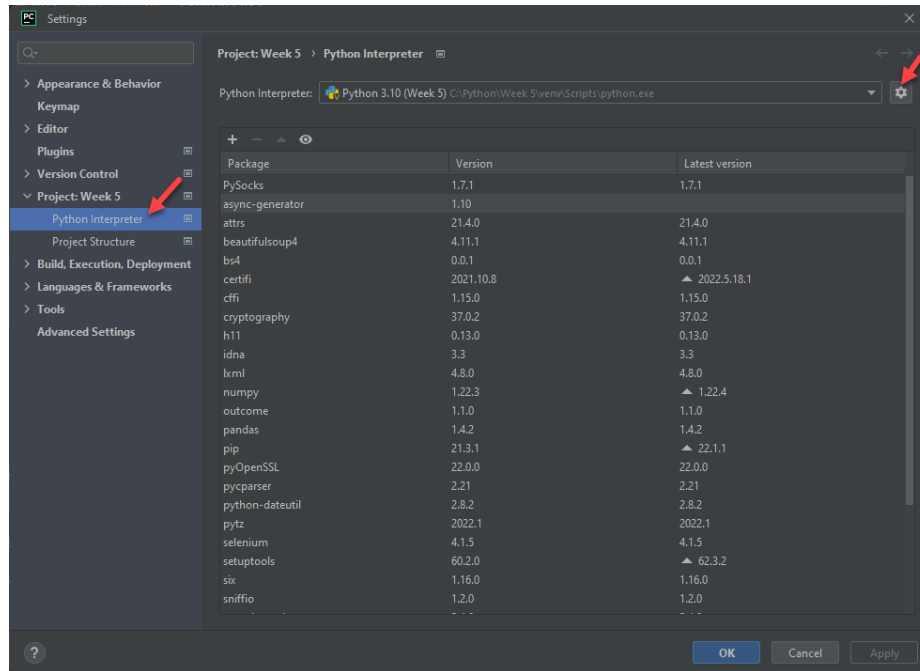 PC Settings
Project: Week 5 > Python Interpreter
Appearance & Behavior
Keymap
Editor
Plugins
Version Control
Project: Week 5
Python Interpreter
Project Structure
Build, Execution, Deployment
Languages & Frameworks
Tools
Advanced Settings
Python Interpreter: Python 3.10 (Week 5) C:\Python\Week 5\venv\Scripts\python.exe
Package Version Latest version
PySocks 1.7.1 1.7.1
async-generator 1.10
attrs 21.4.0 21.4.0
beautifulsoup4 4.11.1 4.11.1
bs4 0.0.1 0.0.1
certifi 2021.10.8 2022.5.18.1
cffi 1.15.0 1.15.0
cryptography 37.0.2 37.0.2
h11 0.13.0 0.13.0
idna 3.3 3.3
lxml 4.8.0 4.8.0
numpy 1.22.3 1.22.4
outcome 1.1.0 1.1.0
pandas 1.4.2 1.4.2
pip 21.3.1 22.1.1
pyOpenSSL 22.0.0 22.0.0
pycparser 2.21 2.21
python-dateutil 2.8.2 2.8.2
pytz 2022.1 2022.1
selenium 4.1.5 4.1.5
setuptools 60.2.0 62.3.2
six 1.16.0 1.16.0
sniffio 1.2.0 1.2.0
? OK Cancel Apply